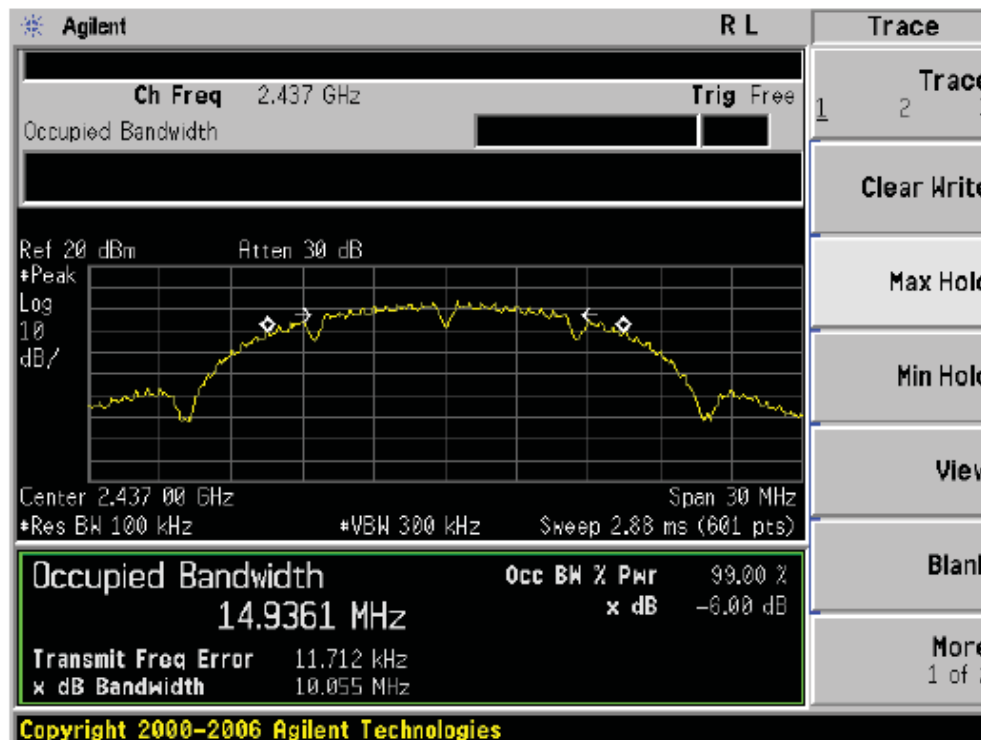 Agilent R L Trace
Ch Freq 2.437 GHz Trig Free
Occupied Bandwidth
Trace
1 2
Clear Write
Max Hold
Min Hold
View
Blank
More
1 of
Ref 20 dBm Atten 30 dB
#Peak
Log
10
dB/
Center 2.437 00 GHz Span 30 MHz
#Res BW 100 kHz #VBW 300 kHz Sweep 2.88 ms (601 pts)
Occupied Bandwidth
14.9361 MHz
Occ BW % Pwr 99.00 %
x dB -6.00 dB
Transmit Freq Error 11.712 kHz
x dB Bandwidth 10.055 MHz
Copyright 2000-2006 Agilent Technologies